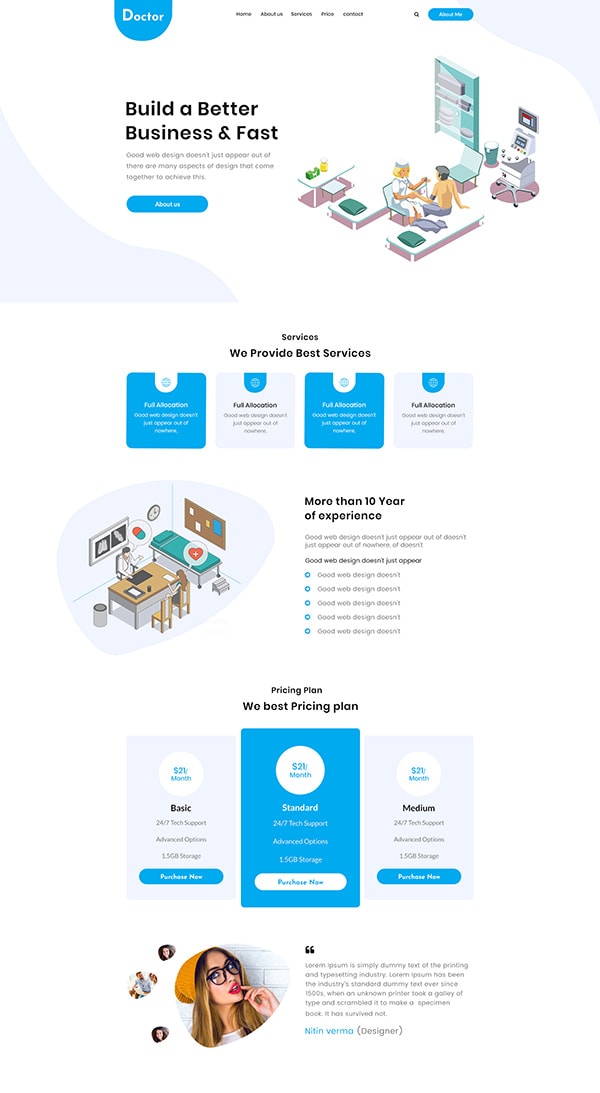 Doctor
Home About us Services Price contact
About Me
Build a Better
Business & Fast
Good web design doesn't just appear out of
there are many aspects of design that come
together to achieve this.
About us
Services
We Provide Best Services
Full Allocation
Good web design doesn't
just appear out of
nowhere,
Full Allocation
Good web design doesn't
just appear out of
nowhere,
Full Allocation
Good web design doesn't
just appear out of
nowhere,
Full Allocation
Good web design doesn't
just appear out of
nowhere,
More than 10 Year
of experience
Good web design doesn't just appear out of doesn't
just appear out of nowhere, of doesn't
Good web design doesn't just appear
Good web design doesn't
Good web design doesn't
Good web design doesn't
Good web design doesn't
Good web design doesn't
Pricing Plan
We best Pricing plan
$21/
Month
Basic
24/7 Tech Support
Advanced Options
1.5GB Storage
Purchase Now
$21/
Month
Standard
24/7 Tech Support
Advanced Options
1.5GB Storage
Purchase Now
$21/
Month
Medium
24/7 Tech Support
Advanced Options
1.5GB Storage
Purchase Now
❝
Lorem Ipsum is simply dummy text of the printing
and typesetting industry. Lorem Ipsum has been
the industry's standard dummy text ever since
1500s, when an unknown printer took a galley of
type and scrambled it to make a specimen
book. It has survived not.
Nitin verma (Designer)